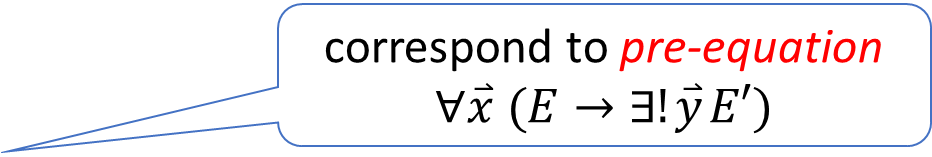 correspond to pre-equation
∀x⃗ (E → ∃! y⃗ E′)